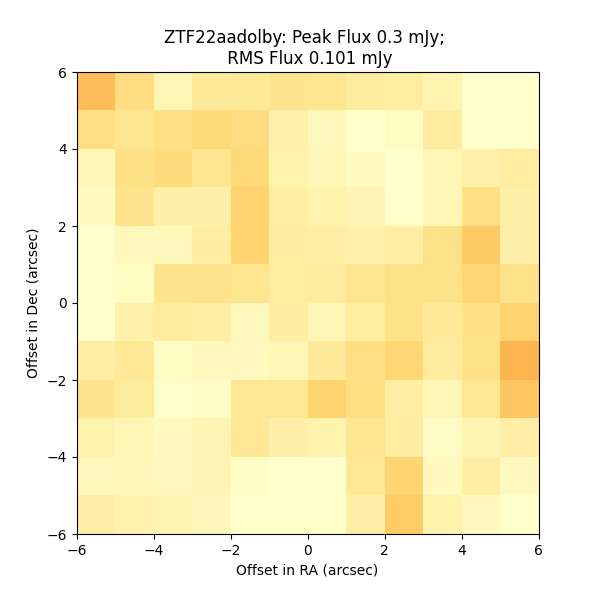 ZTF22aadolby: Peak Flux 0.3 mJy;
RMS Flux 0.101 mJy
6
4
2
0
−2
−4
−6
Offset in Dec (arcsec)
−6 −4 −2 0 2 4 6
Offset in RA (arcsec)